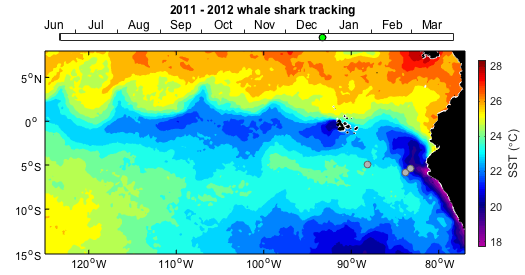 2011 - 2012 whale shark tracking
Jun Jul Aug Sep Oct Nov Dec Jan Feb Mar
5°N
0°
5°S
10°S
15°S
120°W 110°W 100°W 90°W 80°W
28
26
24
22
20
18
SST (°C)